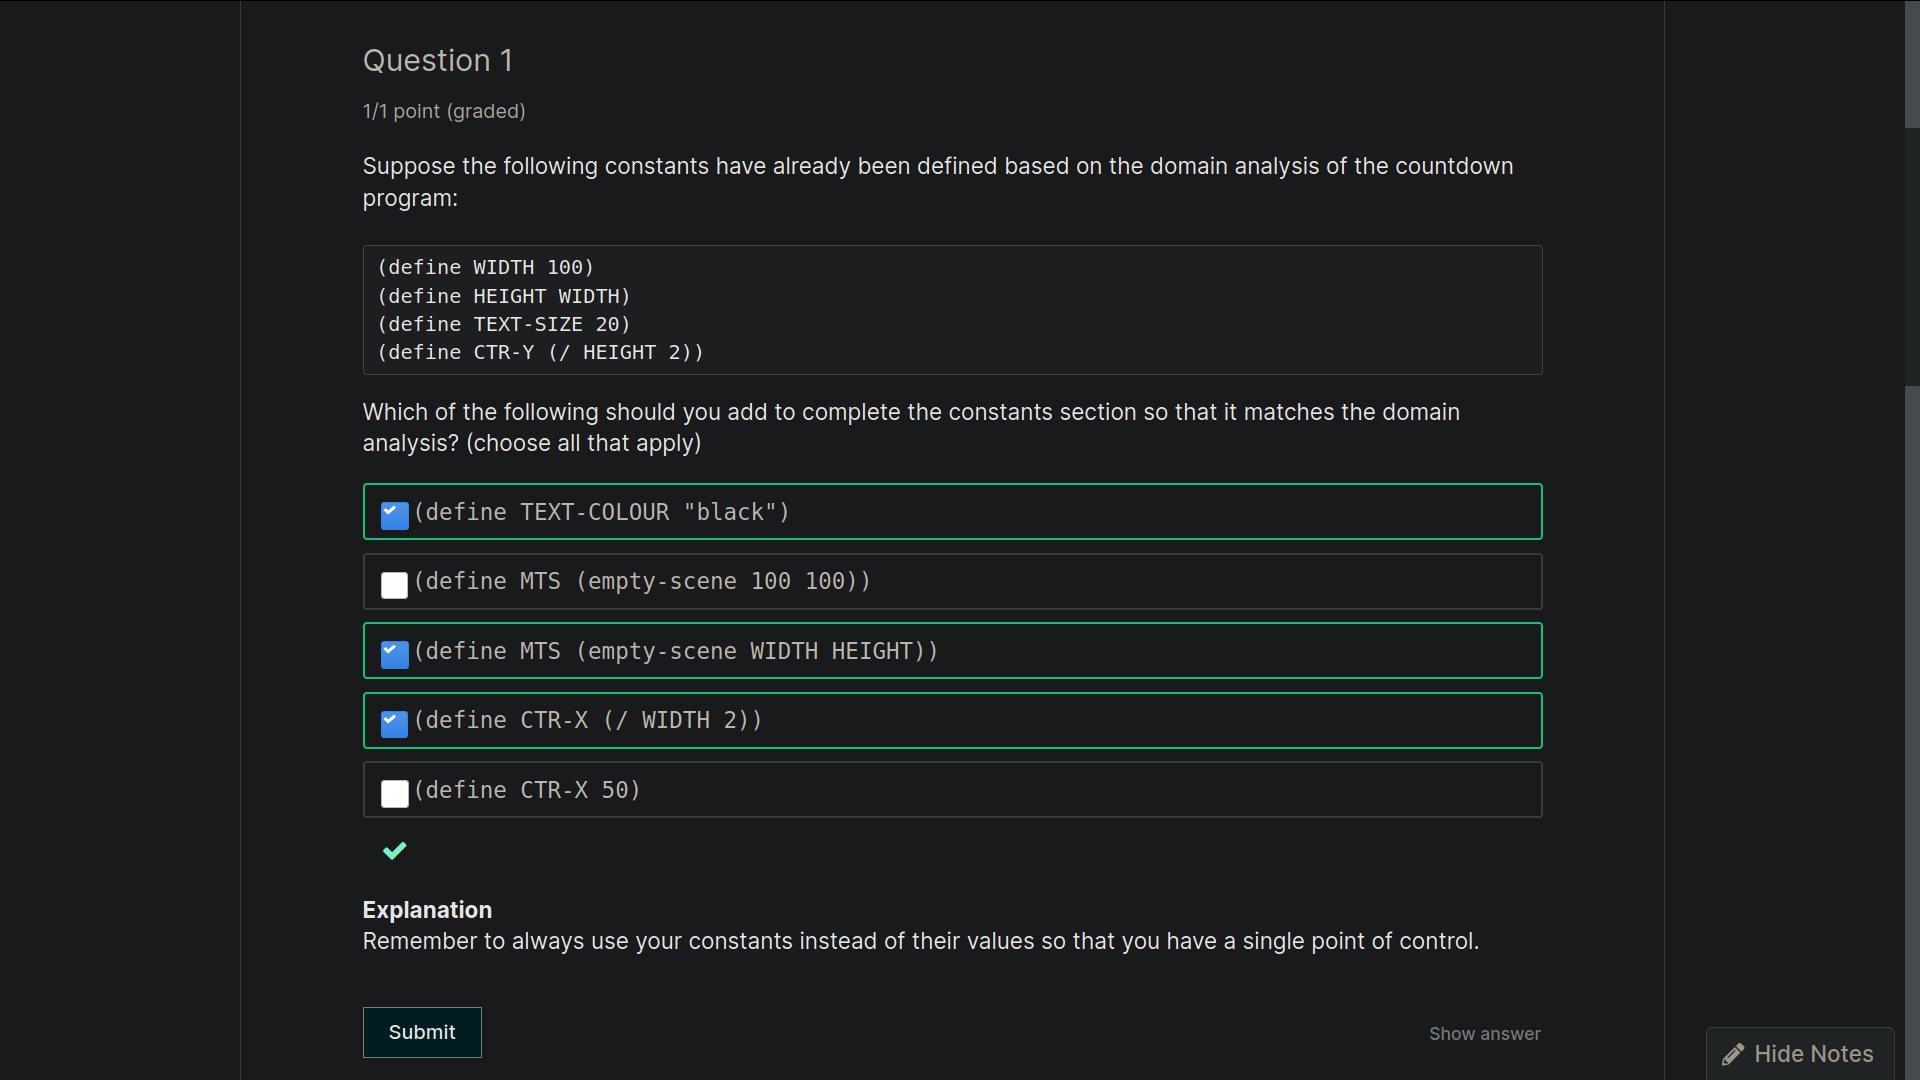 Question 1
1/1 point (graded)
Suppose the following constants have already been defined based on the domain analysis of the countdown
program:
(define WIDTH 100)
(define HEIGHT WIDTH)
(define TEXT-SIZE 20)
(define CTR-Y (/ HEIGHT 2))
Which of the following should you add to complete the constants section so that it matches the domain
analysis? (choose all that apply)
(define TEXT-COLOUR "black")
(define MTS (empty-scene 100 100))
(define MTS (empty-scene WIDTH HEIGHT))
(define CTR-X (/ WIDTH 2))
(define CTR-X 50)
Explanation
Remember to always use your constants instead of their values so that you have a single point of control.
Submit
Show answer
Hide Notes